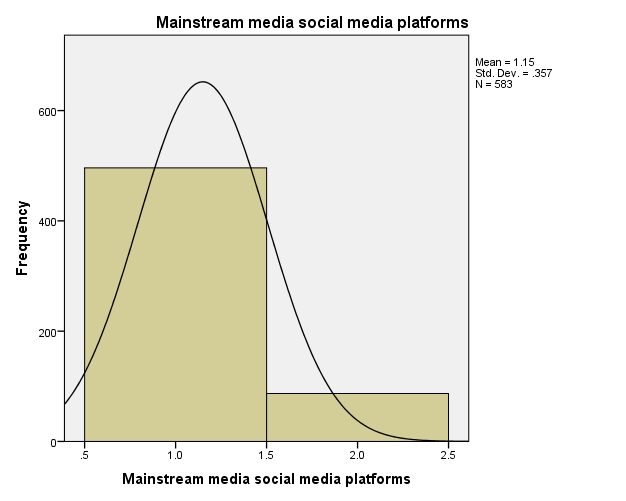 Mainstream media social media platforms
Mean = 1.15
Std. Dev. = .357
N = 583
Frequency
600
400
200
0
.5
1.0
1.5
2.0
2.5
Mainstream media social media platforms